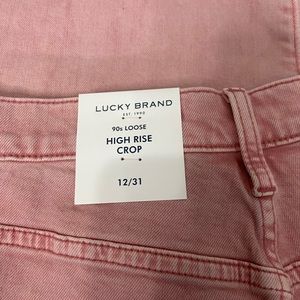 LUCKY BRAND
EST. 1990
90s LOOSE
HIGH RISE
CROP
12/31